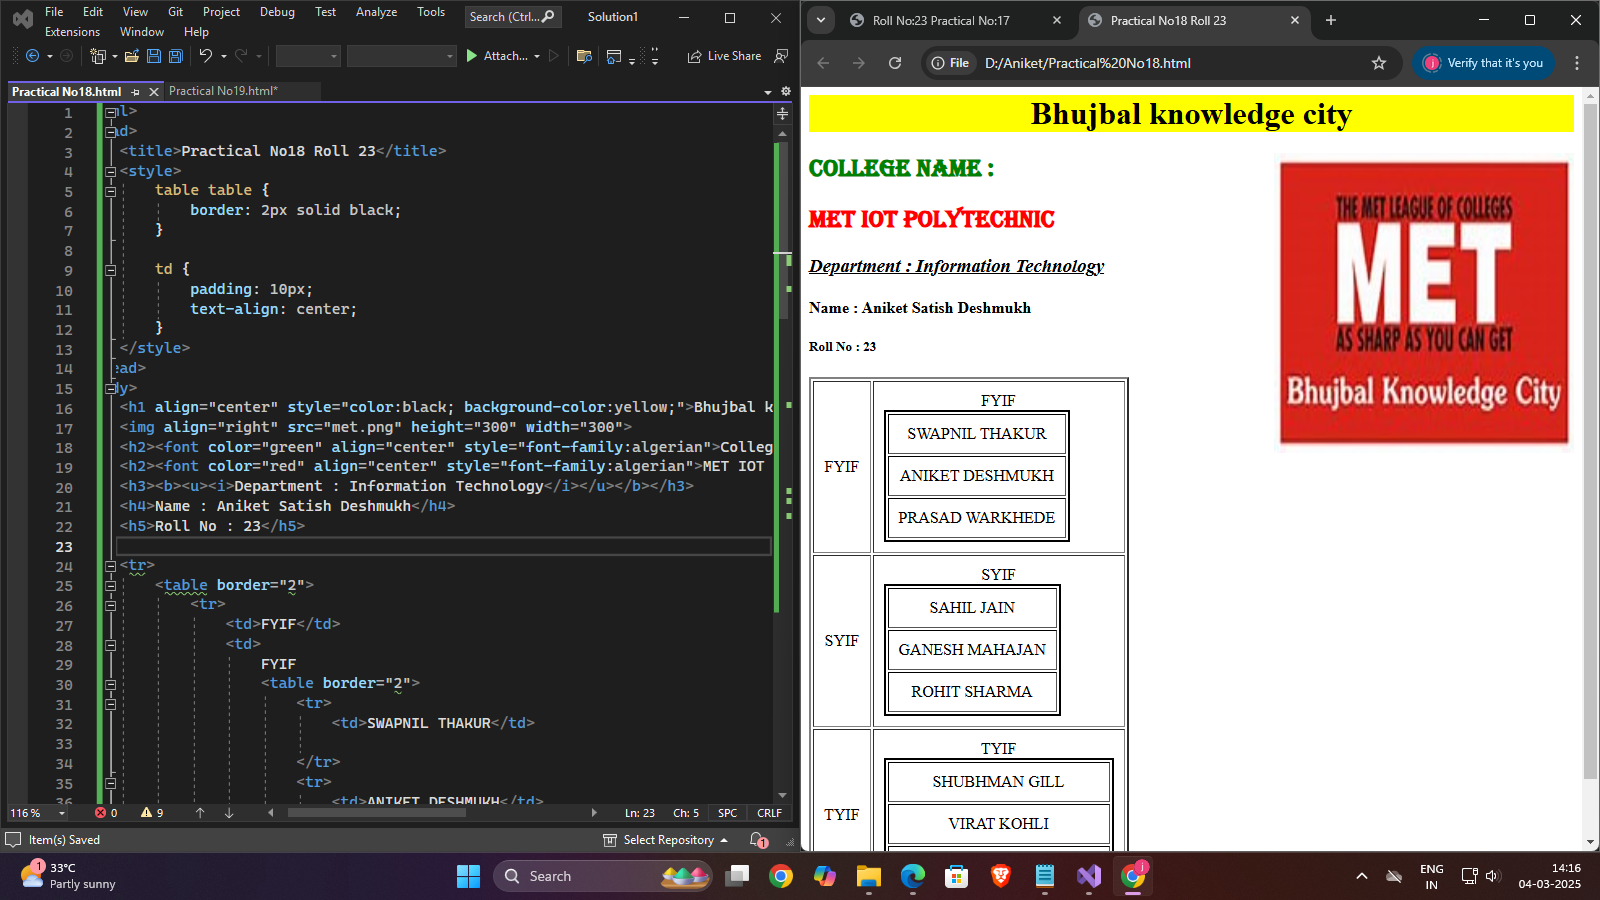 File Edit View Git Project Debug Test Analyze Tools Search (Ctrl... Solution1
Extensions Window Help
Attach... Live Share
Practical No18.html Practical No19.html*
1 ml>
2 ad>
3 <title>Practical No18 Roll 23</title>
4 <style>
5 table table {
6 border: 2px solid black;
7 }
8
9 td {
10 padding: 10px;
11 text-align: center;
12 }
13 </style>
14 ead>
15 dy>
16 <h1 align="center" style="color:black; background-color:yellow;">Bhujbal k
17 <img align="right" src="met.png" height="300" width="300">
18 <h2><font color="green" align="center" style="font-family:algerian">Colleg
19 <h2><font color="red" align="center" style="font-family:algerian">MET IOT
20 <h3><b><u><i>Department : Information Technology</i></u></b></h3>
21 <h4>Name : Aniket Satish Deshmukh</h4>
22 <h5>Roll No : 23</h5>
23
24 <tr>
25 <table border="2">
26 <tr>
27 <td>FYIF</td>
28 <td>
29 FYIF
30 <table border="2">
31 <tr>
32 <td>SWAPNIL THAKUR</td>
33
34 </tr>
35 <tr>
36 <td>ANIKET DESHMUKH</td>
116 % 0 9 Ln: 23 Ch: 5 SPC CRLF
Item(s) Saved Select Repository 1
Roll No:23 Practical No:17 Practical No18 Roll 23
File D:/Aniket/Practical%20No18.html j Verify that it's you
Bhujbal knowledge city
COLLEGE NAME :
MET IOT POLYTECHNIC
Department : Information Technology
Name : Aniket Satish Deshmukh
Roll No : 23
THE MET LEAGUE OF COLLEGES
MET
AS SHARP AS YOU CAN GET
Bhujbal Knowledge City
FYIF
FYIF
SWAPNIL THAKUR
ANIKET DESHMUKH
PRASAD WARKHEDE
SYIF
SYIF
SAHIL JAIN
GANESH MAHAJAN
ROHIT SHARMA
TYIF
TYIF
SHUBHMAN GILL
VIRAT KOHLI
1 33°C
Partly sunny
Search
j
ENG
IN
14:16
04-03-2025